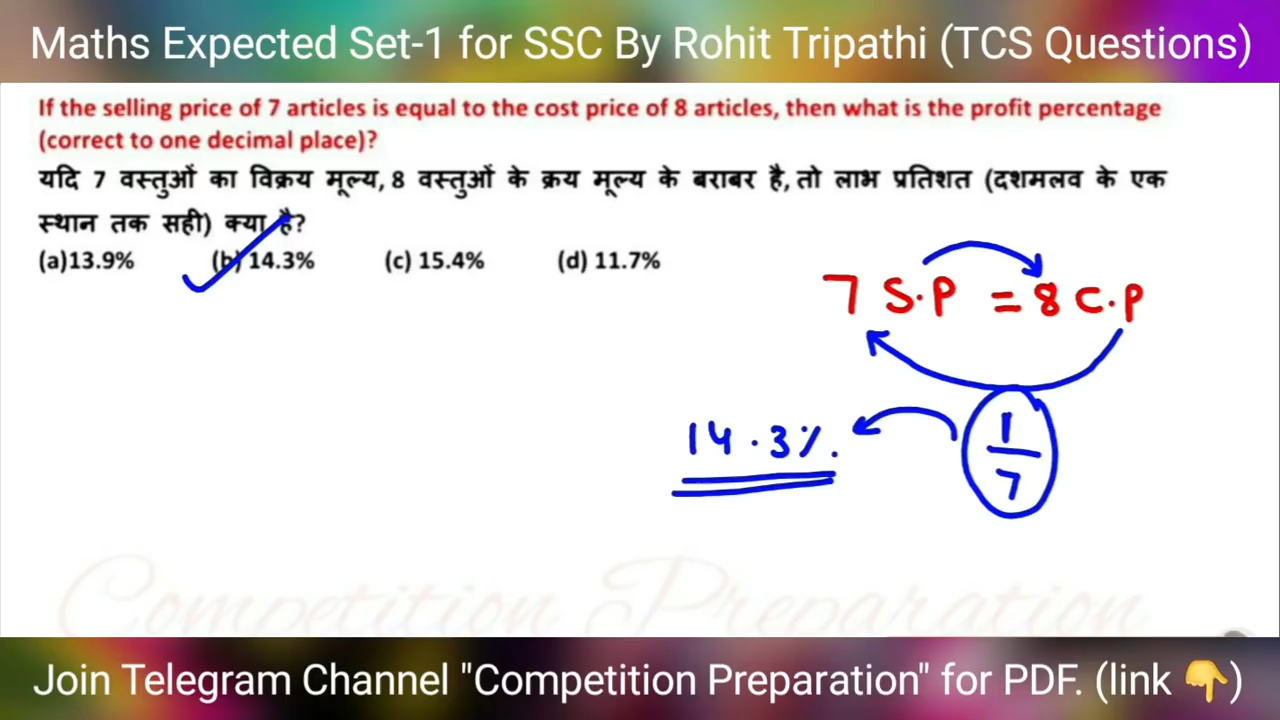 Maths Expected Set-1 for SSC By Rohit Tripathi (TCS Questions)
If the selling price of 7 articles is equal to the cost price of 8 articles, then what is the profit percentage
(correct to one decimal place)?
यदि 7 वस्तुओं का विक्रय मूल्य, 8 वस्तुओं के क्रय मूल्य के बराबर है, तो लाभ प्रतिशत (दशमलव के एक
स्थान तक सही) क्या है?
(a)13.9% (b) 14.3% (c) 15.4% (d) 11.7%
7 S.P = 8 C.P
1
14.3%.
7
Competition Preparation
Join Telegram Channel "Competition Preparation" for PDF. (link 👇)